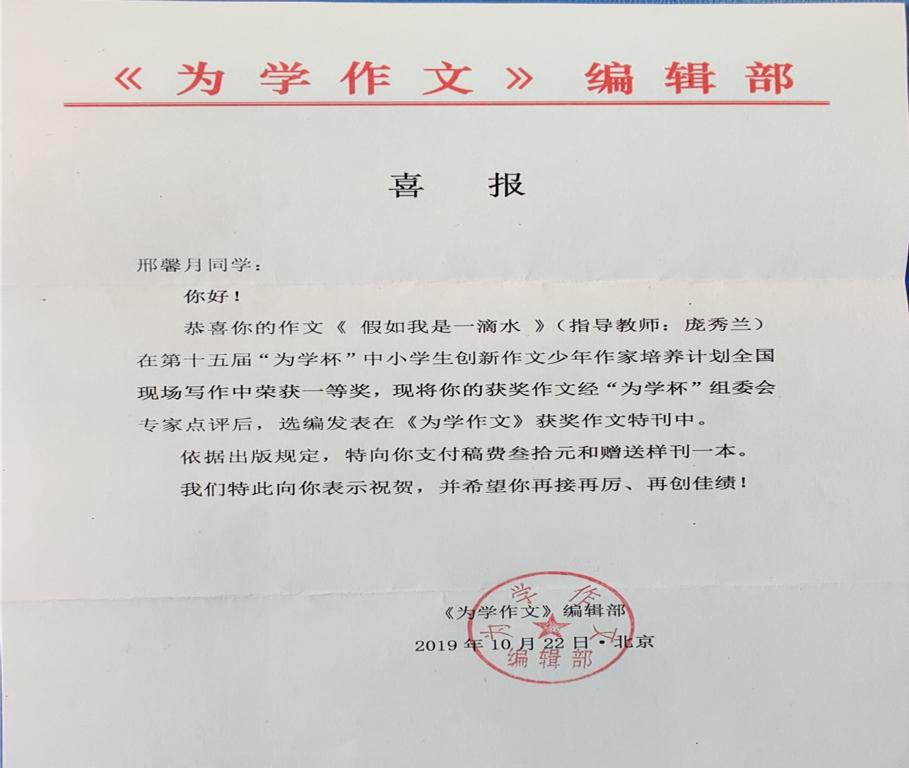 《为学作文》编辑部
喜 报
邢馨月同学：
你好！
恭喜你的作文《 假如我是一滴水 》（指导教师：庞秀兰）
在第十五届“为学杯”中小学生创新作文少年作家培养计划全国
现场写作中荣获一等奖，现将你的获奖作文经“为学杯”组委会
专家点评后，选编发表在《为学作文》获奖作文特刊中。
依据出版规定，特向你支付稿费叁拾元和赠送样刊一本。
我们特此向你表示祝贺，并希望你再接再厉、再创佳绩！
《为学作文》编辑部
2019 年 10 月 22 日·北京
为学作文
编辑部